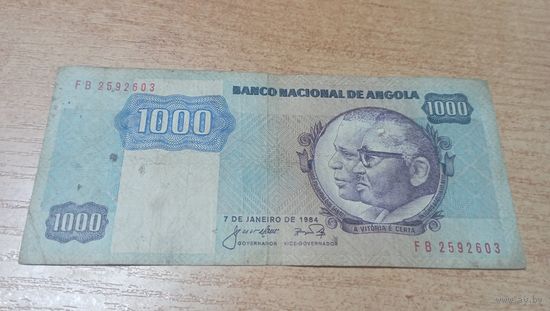 FB 2592603
BANCO NACIONAL DE ANGOLA
1000
1000
1000
7 DE JANEIRO DE 1984
GOVERNADOR VICE-GOVERNADOR
A VITÓRIA É CERTA
FB 2592603